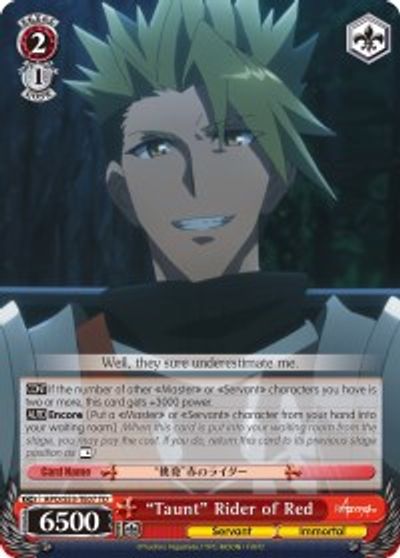 2
1
Well, they sure underestimate me.
CONT If the number of other «Master» or «Servant» characters you have is
two or more, this card gets +3000 power.
AUTO Encore [Put a «Master» or «Servant» character from your hand into
your waiting room] (When this card is put into your waiting room from the
stage, you may pay the cost. If you do, return this card to its previous
position as
Card Name
"挑発"赤のライダー
6500
"Taunt" Rider of Red
Servant
Immortal